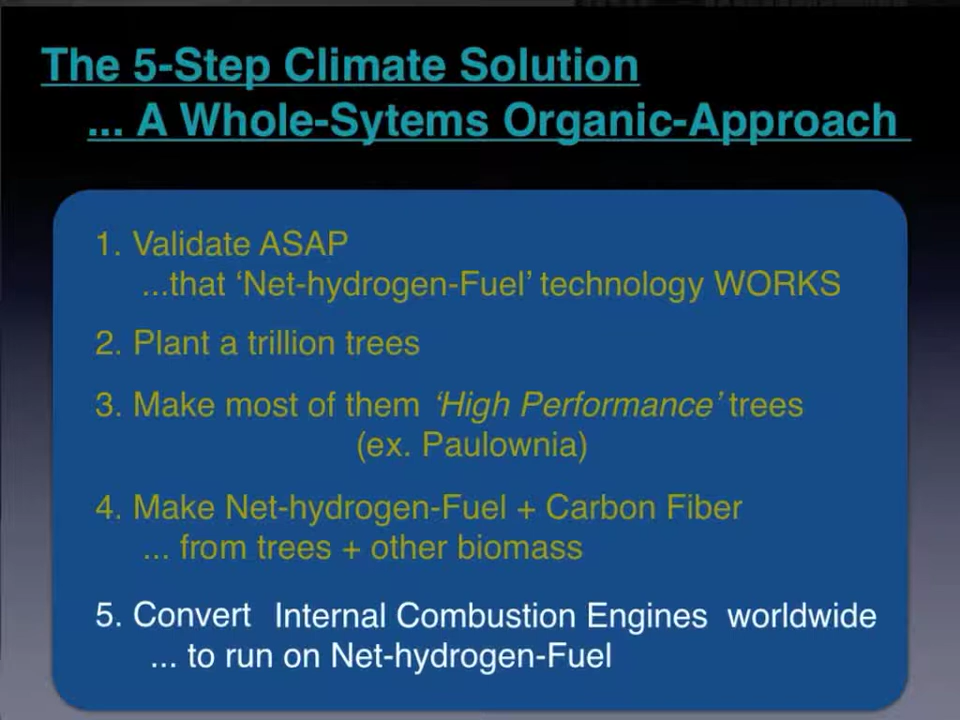 The 5-Step Climate Solution
... A Whole-Sytems Organic-Approach
1. Validate ASAP
...that ‘Net-hydrogen-Fuel’ technology WORKS
2. Plant a trillion trees
3. Make most of them ‘High Performance’ trees
(ex. Paulownia)
4. Make Net-hydrogen-Fuel + Carbon Fiber
... from trees + other biomass
5. Convert Internal Combustion Engines worldwide
... to run on Net-hydrogen-Fuel